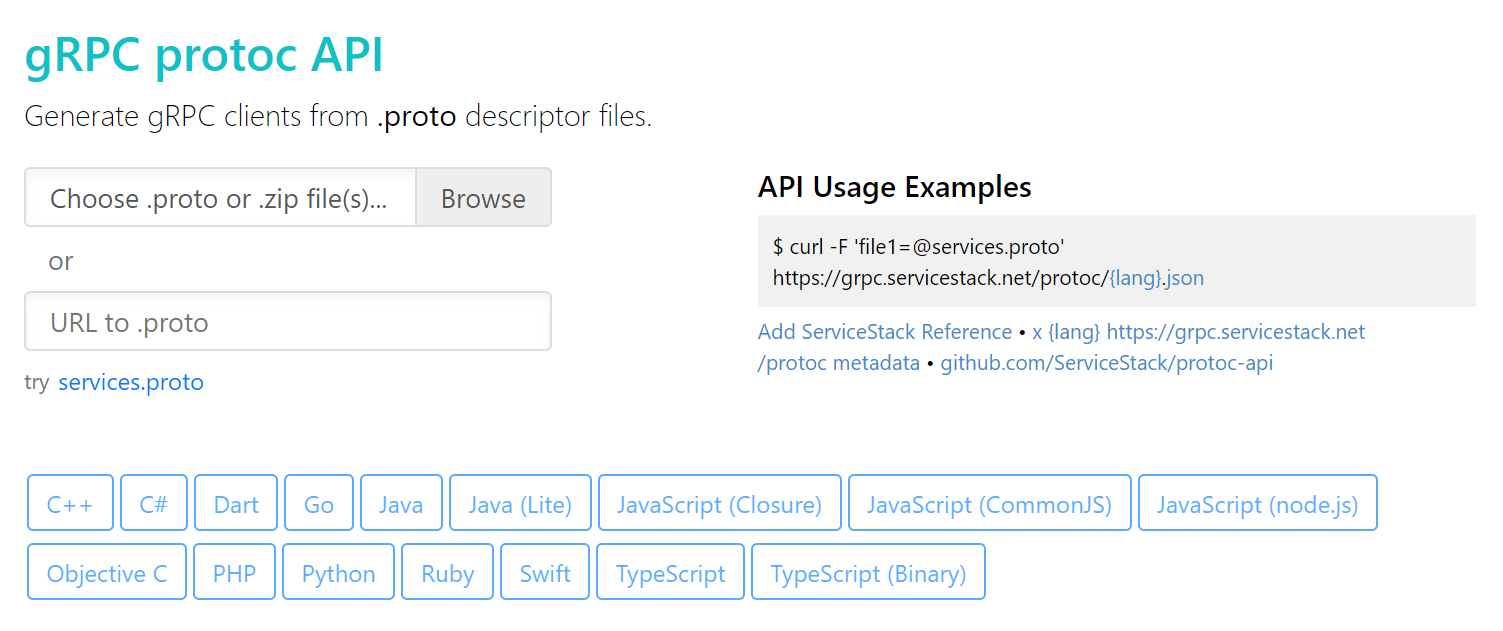 gRPC protoc API
Generate gRPC clients from .proto descriptor files.
Choose .proto or .zip file(s)...
Browse
or
URL to .proto
try services.proto
API Usage Examples
$ curl -F 'file1=@services.proto'
https://grpc.servicestack.net/protoc/{lang}.json
Add ServiceStack Reference • x {lang} https://grpc.servicestack.net
/protoc metadata • github.com/ServiceStack/protoc-api
C++ C# Dart Go Java Java (Lite) JavaScript (Closure) JavaScript (CommonJS) JavaScript (node.js)
Objective C PHP Python Ruby Swift TypeScript TypeScript (Binary)